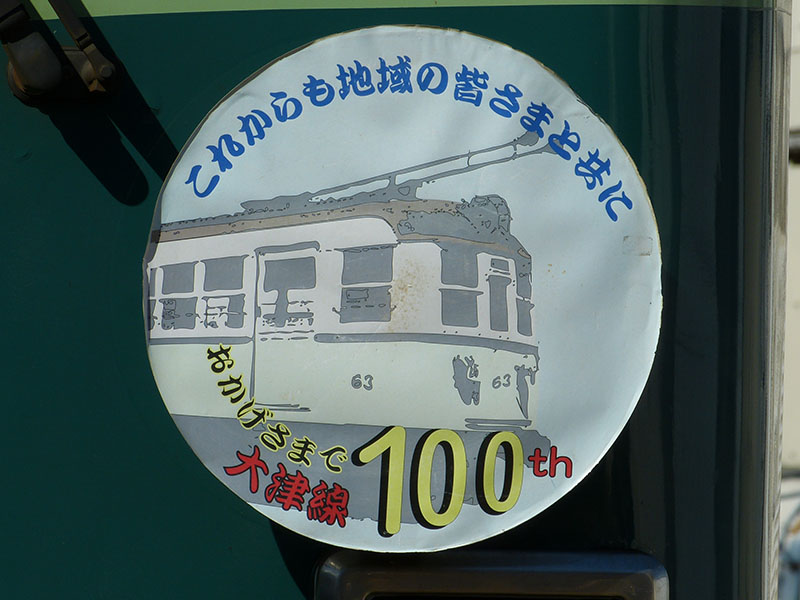 これからも地域の皆さまと共に
63
63
おかげさまで
大津線
100th